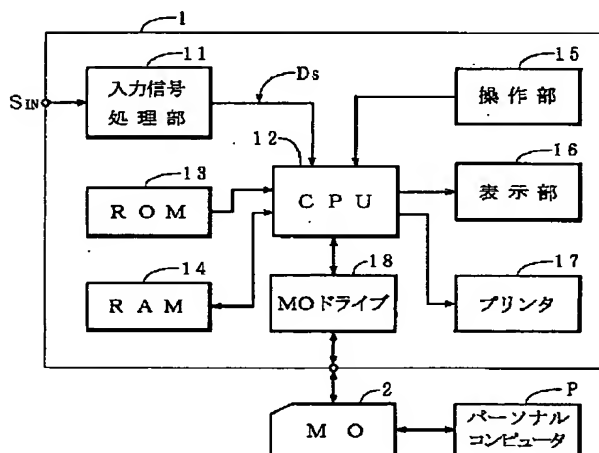 1
11
入力信号
処理部
SIN
Ds
15
操作部
12
CPU
16
表示部
13
ROM
14
RAM
18
MOドライブ
17
プリンタ
2
MO
P
パーソナル
コンピュータ